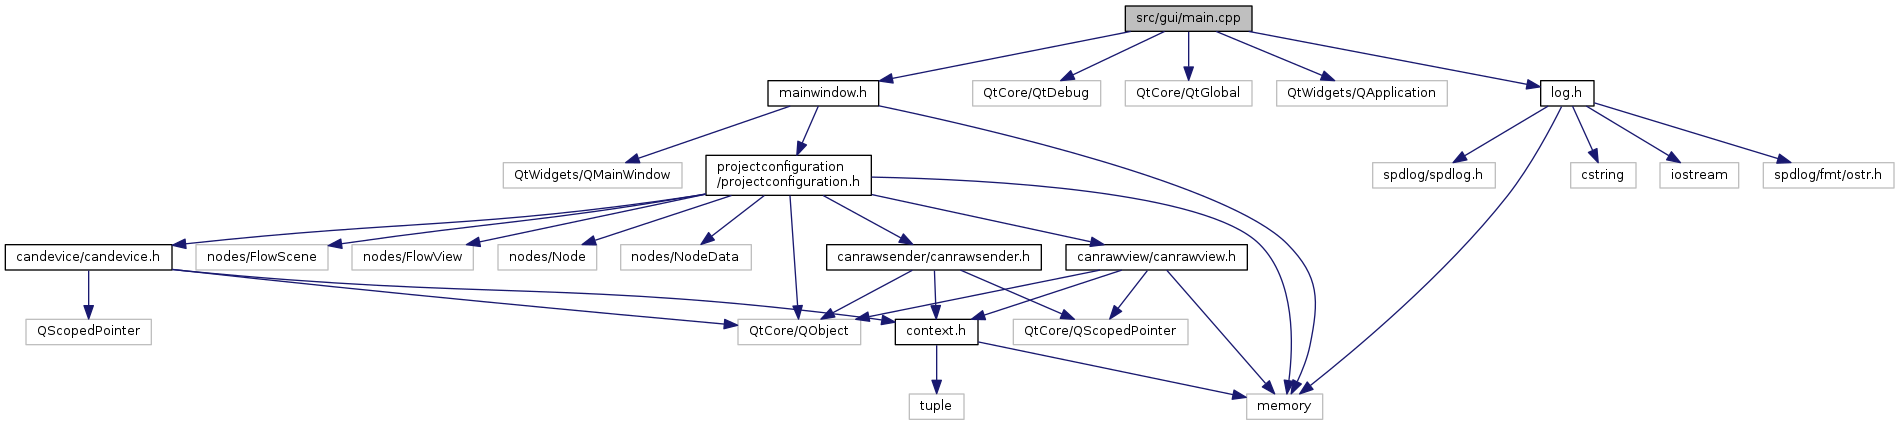 src/gui/main.cpp
mainwindow.h
QtCore/QtDebug
QtCore/QtGlobal
QtWidgets/QApplication
log.h
QtWidgets/QMainWindow
projectconfiguration
/projectconfiguration.h
spdlog/spdlog.h
cstring
iostream
spdlog/fmt/ostr.h
candevice/candevice.h
nodes/FlowScene
nodes/FlowView
nodes/Node
nodes/NodeData
canrawsender/canrawsender.h
canrawview/canrawview.h
QScopedPointer
QtCore/QObject
context.h
QtCore/QScopedPointer
tuple
memory